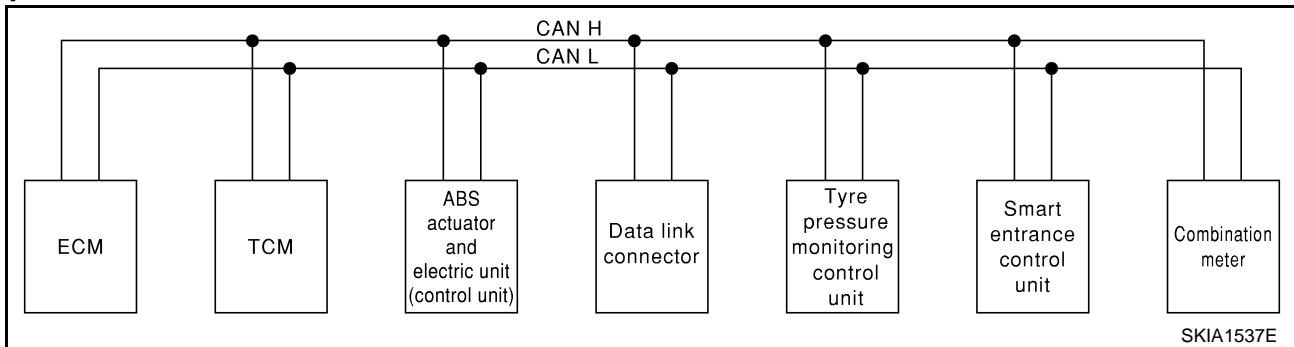 CAN H
CAN L
ECM
TCM
ABS
actuator
and
electric unit
(control unit)
Data link
connector
Tyre
pressure
monitoring
control
unit
Smart
entrance
control
unit
Combination
meter
SKIA1537E